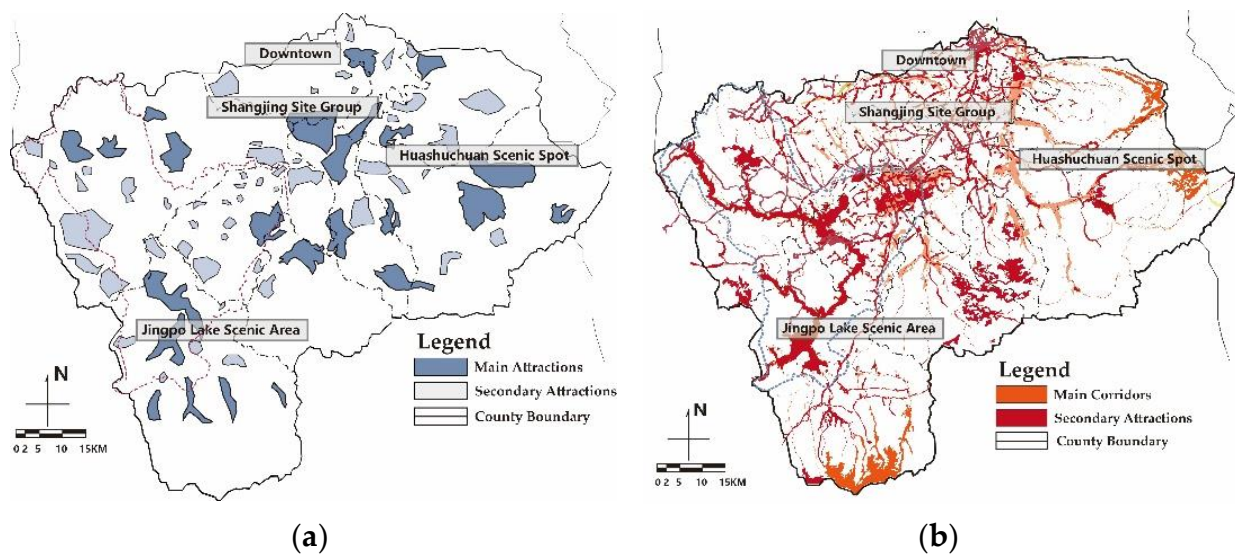 Downtown
Shangjing Site Group
Huashuchuan Scenic Spot
Jingpo Lake Scenic Area
Legend
Main Attractions
Secondary Attractions
County Boundary
N
0 2 5 10 15KM
(a)
Downtown
Shangjing Site Group
Huashuchuan Scenic Spot
Jingpo Lake Scenic Area
Legend
Main Corridors
Secondary Attractions
County Boundary
N
0 2 5 10 15KM
(b)